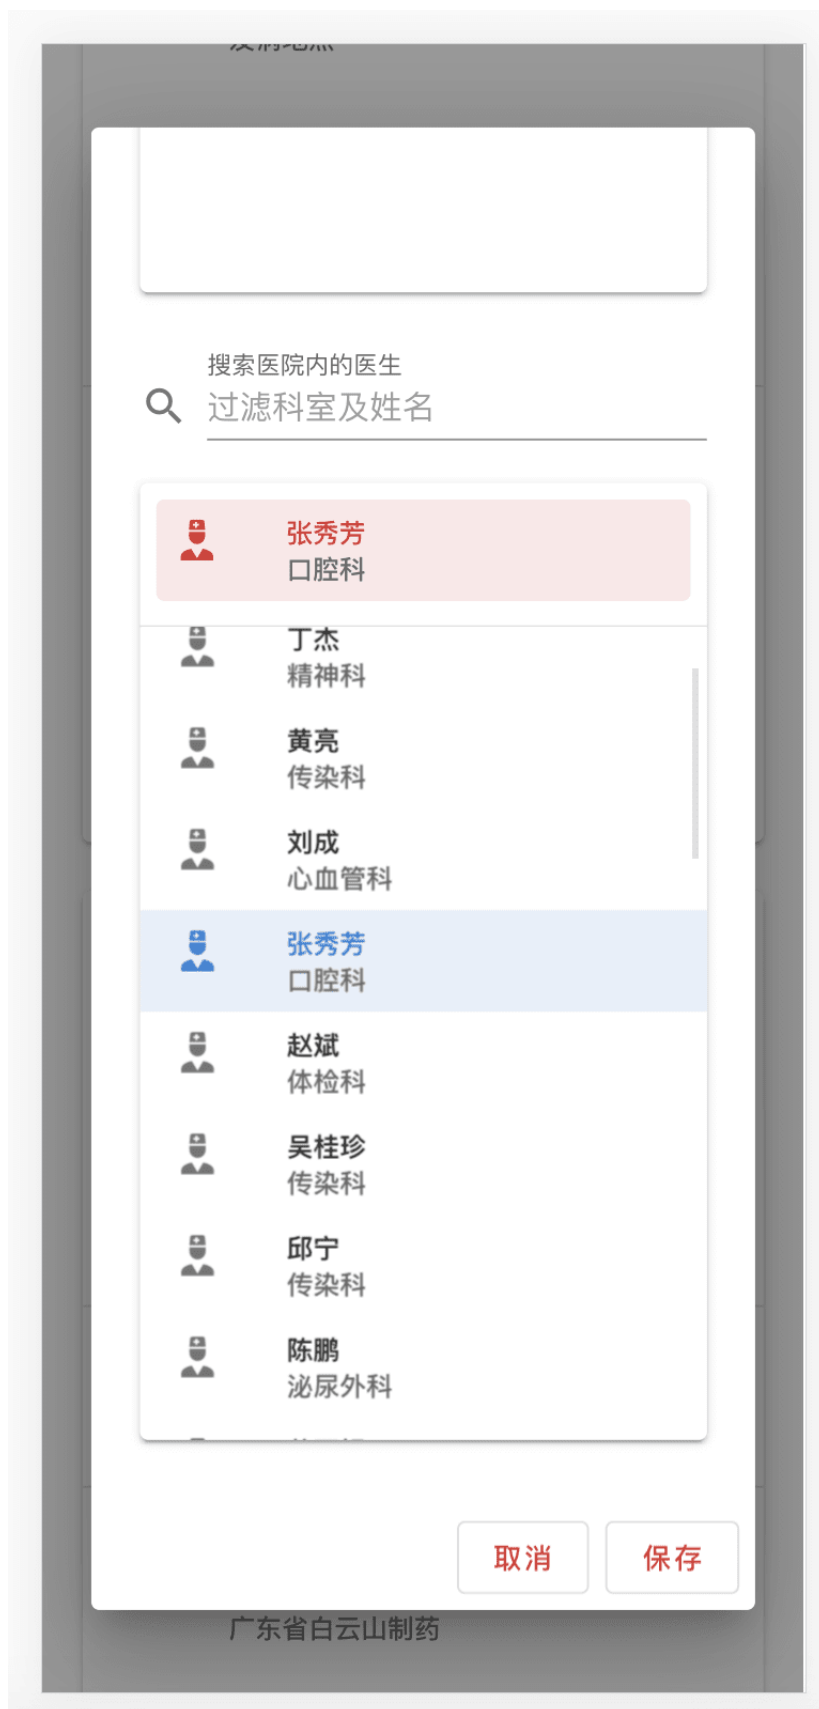 搜索医院内的医生
过滤科室及姓名
张秀芳
口腔科
丁杰
精神科
黄亮
传染科
刘成
心血管科
张秀芳
口腔科
赵斌
体检科
吴桂珍
传染科
邱宁
传染科
陈鹏
泌尿外科
取消
保存
广东省白云山制药